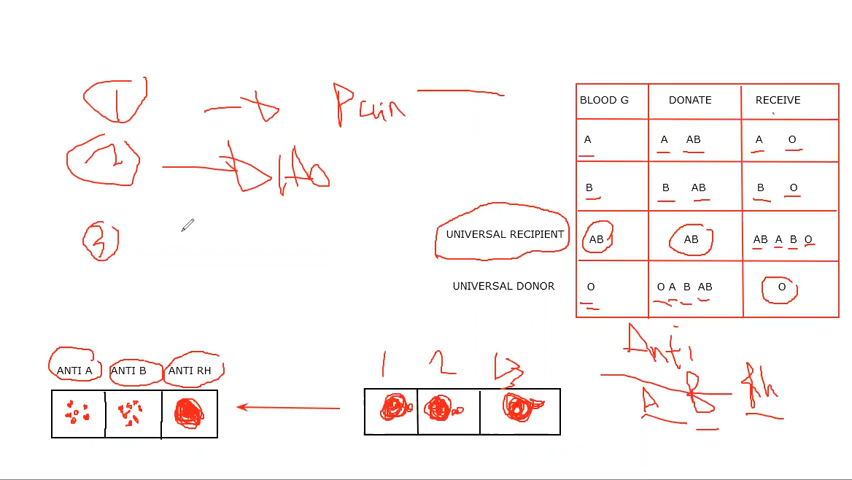 1 Pain
2
3
BLOOD G DONATE RECEIVE
A A AB A O
B B AB B O
UNIVERSAL RECIPIENT AB AB AB A B O
UNIVERSAL DONOR O O A B AB O
ANTI A ANTI B ANTI RH
1 2 3
Anti
A B Rh